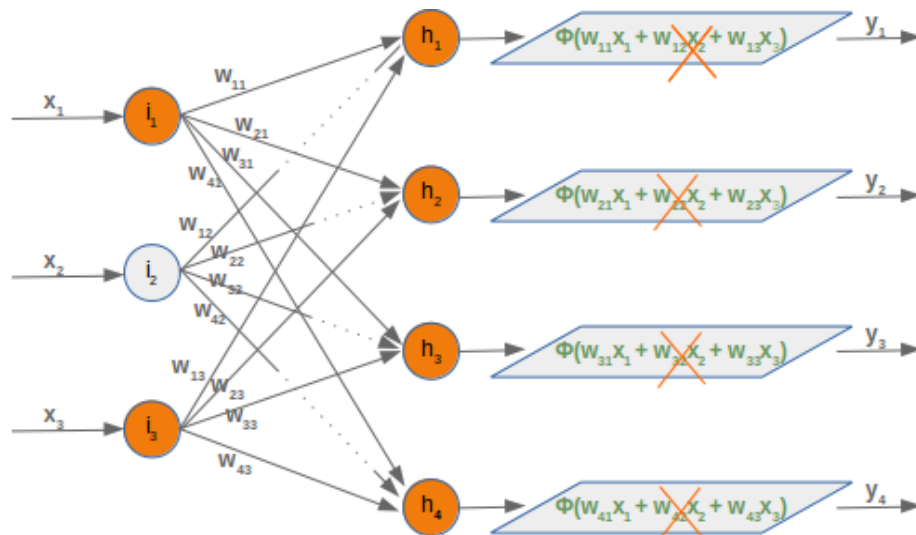 h₁
Φ(w₁₁x₁ + w₁₂x₂ + w₁₃x₃)
y₁
w₁₁
x₁
i₁
w₂₁
w₃₁
w₄₁
h₂
Φ(w₂₁x₁ + w₂₂x₂ + w₂₃x₃)
y₂
w₁₂
x₂
i₂
w₂₂
w₃₂
w₄₂
h₃
Φ(w₃₁x₁ + w₃₂x₂ + w₃₃x₃)
y₃
w₁₃
w₂₃
x₃
i₃
w₃₃
w₄₃
h₄
Φ(w₄₁x₁ + w₄₂x₂ + w₄₃x₃)
y₄